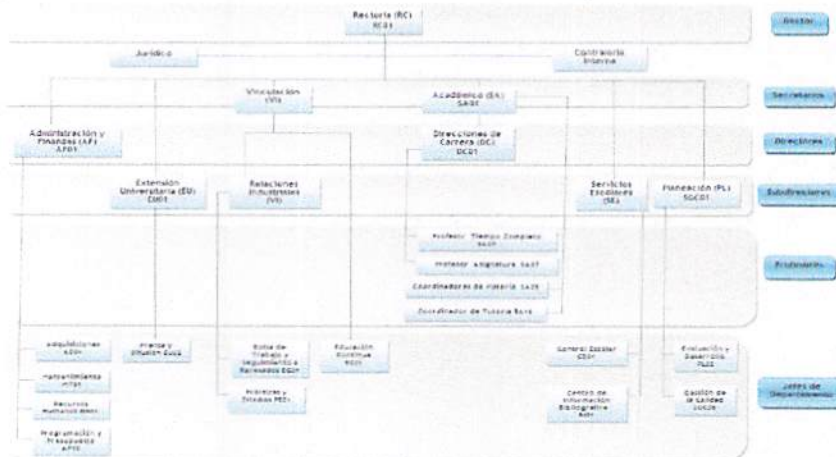 Rectoría (RC)
RC01
Rector
Jurídico
Contraloría
Interna
Vinculación
(VI)
Académico (SA)
SA01
Secretarios
Administración y
Finanzas (AF)
AF01
Direcciones de
Carrera (DC)
DC01
Directores
Extensión
Universitaria (EU)
EU01
Relaciones
Industriales
(VI)
Servicios
Escolares
(SE)
Planeación (PL)
SGC01
Subdirectores
Profesor Tiempo Completo
Profesor Asignatura
Coordinadores de Materia
Coordinador de Tutoría
Profesores
Adquisiciones
Mantenimiento
Recursos
Humanos
Programación y
Presupuesto
Prensa y
Difusión
Bolsa de
Trabajo y
Seguimiento a
Egresados
Prácticas y
Estadías
Educación
Continua
Control Escolar
Centro de
Información
Bibliográfica
Evaluación y
Desarrollo
Gestión de
la Calidad
Jefes de
Departamento